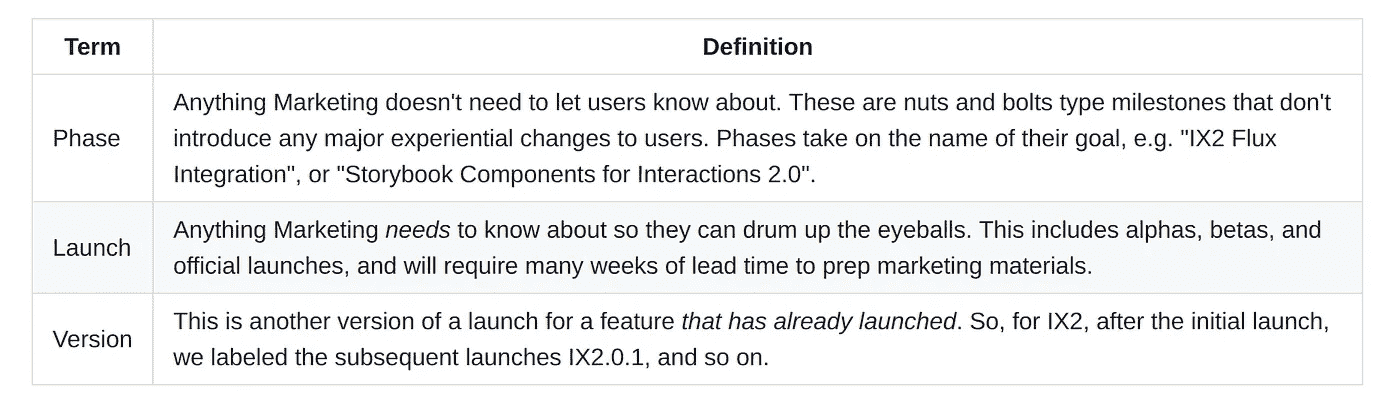 Term
Definition
Phase
Anything Marketing doesn't need to let users know about. These are nuts and bolts type milestones that don't
introduce any major experiential changes to users. Phases take on the name of their goal, e.g. "IX2 Flux
Integration", or "Storybook Components for Interactions 2.0".
Launch
Anything Marketing needs to know about so they can drum up the eyeballs. This includes alphas, betas, and
official launches, and will require many weeks of lead time to prep marketing materials.
Version
This is another version of a launch for a feature that has already launched. So, for IX2, after the initial launch,
we labeled the subsequent launches IX2.0.1, and so on.